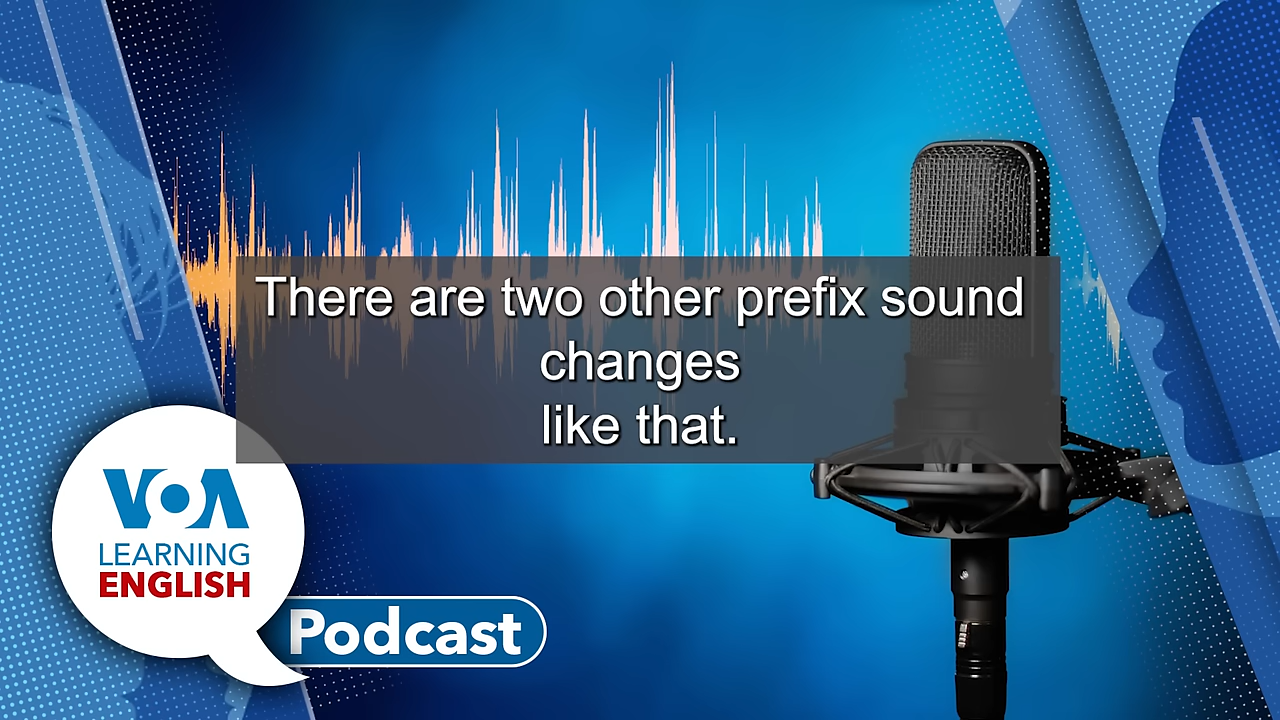 There are two other prefix sound
changes
like that.
VOA
LEARNING
ENGLISH
Podcast